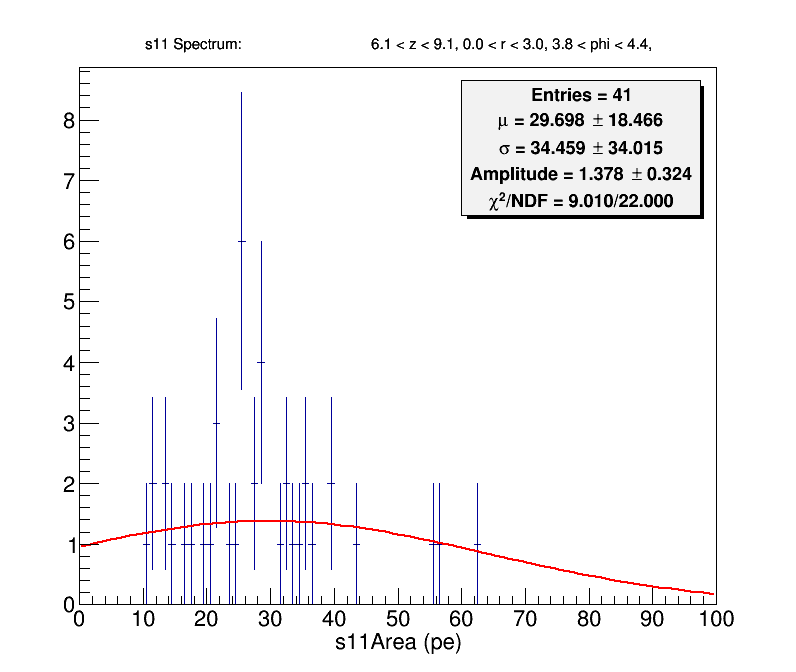 s11 Spectrum: 6.1 < z < 9.1, 0.0 < r < 3.0, 3.8 < phi < 4.4,
Entries = 41
μ = 29.698 ± 18.466
σ = 34.459 ± 34.015
Amplitude = 1.378 ± 0.324
χ²/NDF = 9.010/22.000
8
7
6
5
4
3
2
1
0
0 10 20 30 40 50 60 70 80 90 100
s11Area (pe)